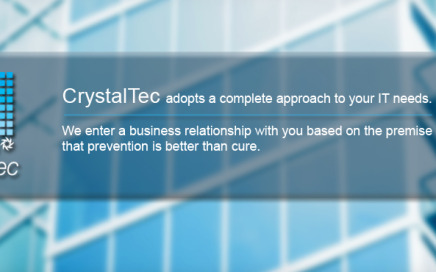 CrystalTec adopts a complete approach to your IT needs.
We enter a business relationship with you based on the premise
that prevention is better than cure.
ec